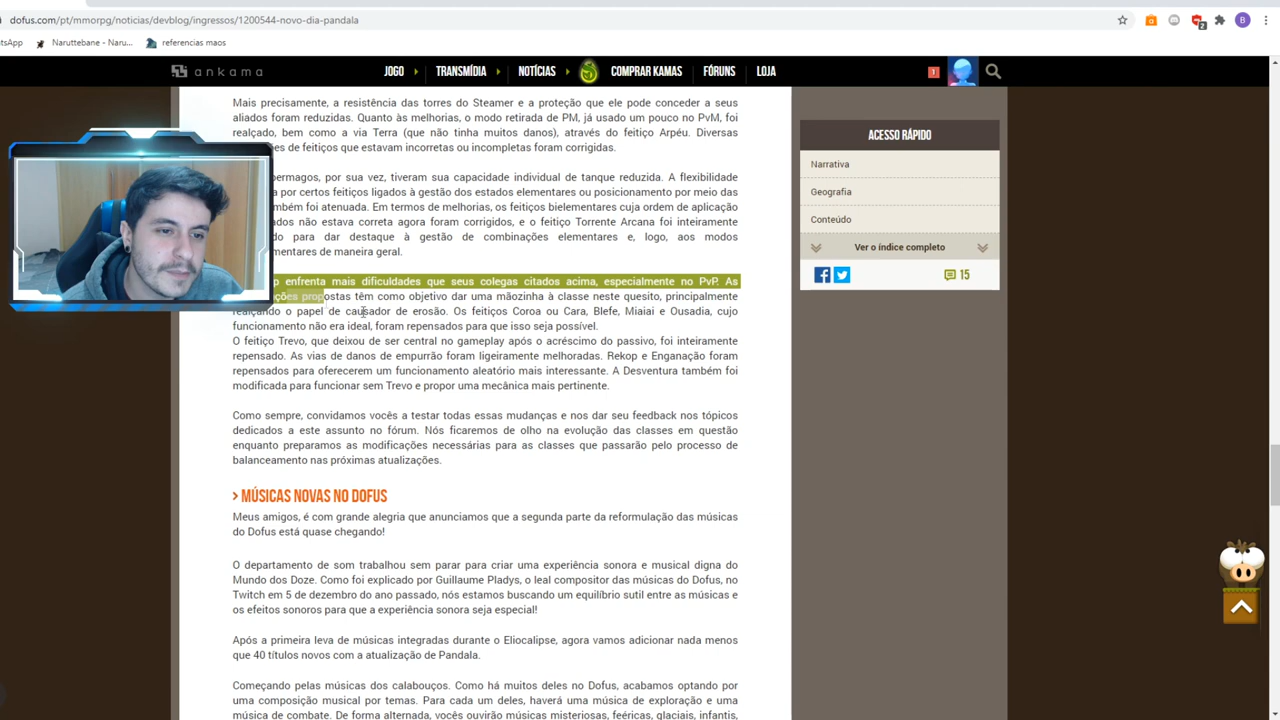 dofus.com/pt/mmorpg/noticias/devblog/ingressos/1200544-novo-dia-pandala
2
B
tsApp
Naruttebane - Naru...
referencias maos
ankama
JOGO
TRANSMÍDIA
NOTÍCIAS
COMPRAR KAMAS
FÓRUNS
LOJA
1
Mais precisamente, a resistência das torres do Steamer e a proteção que ele pode conceder a seus
aliados foram reduzidas. Quanto às melhorias, o modo retirada de PM, já usado um pouco no PvM, foi
realçado, bem como a via Terra (que não tinha muitos danos), através do feitiço Arpéu. Diversas
es de feitiços que estavam incorretas ou incompletas foram corrigidas.
permagos, por sua vez, tiveram sua capacidade individual de tanque reduzida. A flexibilidade
a por certos feitiços ligados à gestão dos estados elementares ou posicionamento por meio das
mbém foi atenuada. Em termos de melhorias, os feitiços bielementares cuja ordem de aplicação
ados não estava correta agora foram corrigidos, e o feitiço Torrente Arcana foi inteiramente
do para dar destaque à gestão de combinações elementares e, logo, aos modos
mentares de maneira geral.
p enfrenta mais dificuldades que seus colegas citados acima, especialmente no PvP. As
ções propostas têm como objetivo dar uma mãozinha à classe neste quesito, principalmente
realçando o papel de causador de erosão. Os feitiços Coroa ou Cara, Blefe, Miaiai e Ousadia, cujo
funcionamento não era ideal, foram repensados para que isso seja possível.
O feitiço Trevo, que deixou de ser central no gameplay após o acréscimo do passivo, foi inteiramente
repensado. As vias de danos de empurrão foram ligeiramente melhoradas. Rekop e Enganação foram
repensados para oferecerem um funcionamento aleatório mais interessante. A Desventura também foi
modificada para funcionar sem Trevo e propor uma mecânica mais pertinente.
Como sempre, convidamos vocês a testar todas essas mudanças e nos dar seu feedback nos tópicos
dedicados a este assunto no fórum. Nós ficaremos de olho na evolução das classes em questão
enquanto preparamos as modificações necessárias para as classes que passarão pelo processo de
balanceamento nas próximas atualizações.
> MÚSICAS NOVAS NO DOFUS
Meus amigos, é com grande alegria que anunciamos que a segunda parte da reformulação das músicas
do Dofus está quase chegando!
O departamento de som trabalhou sem parar para criar uma experiência sonora e musical digna do
Mundo dos Doze. Como foi explicado por Guillaume Pladys, o leal compositor das músicas do Dofus, no
Twitch em 5 de dezembro do ano passado, nós estamos buscando um equilíbrio sutil entre as músicas e
os efeitos sonoros para que a experiência sonora seja especial!
Após a primeira leva de músicas integradas durante o Eliocalipse, agora vamos adicionar nada menos
que 40 títulos novos com a atualização de Pandala.
Começando pelas músicas dos calabouços. Como há muitos deles no Dofus, acabamos optando por
uma composição musical por temas. Para cada um deles, haverá uma música de exploração e uma
música de combate. De forma alternada, vocês ouvirão músicas misteriosas, feéricas, glaciais, infantis,
ACESSO RÁPIDO
Narrativa
Geografia
Conteúdo
Ver o índice completo
15